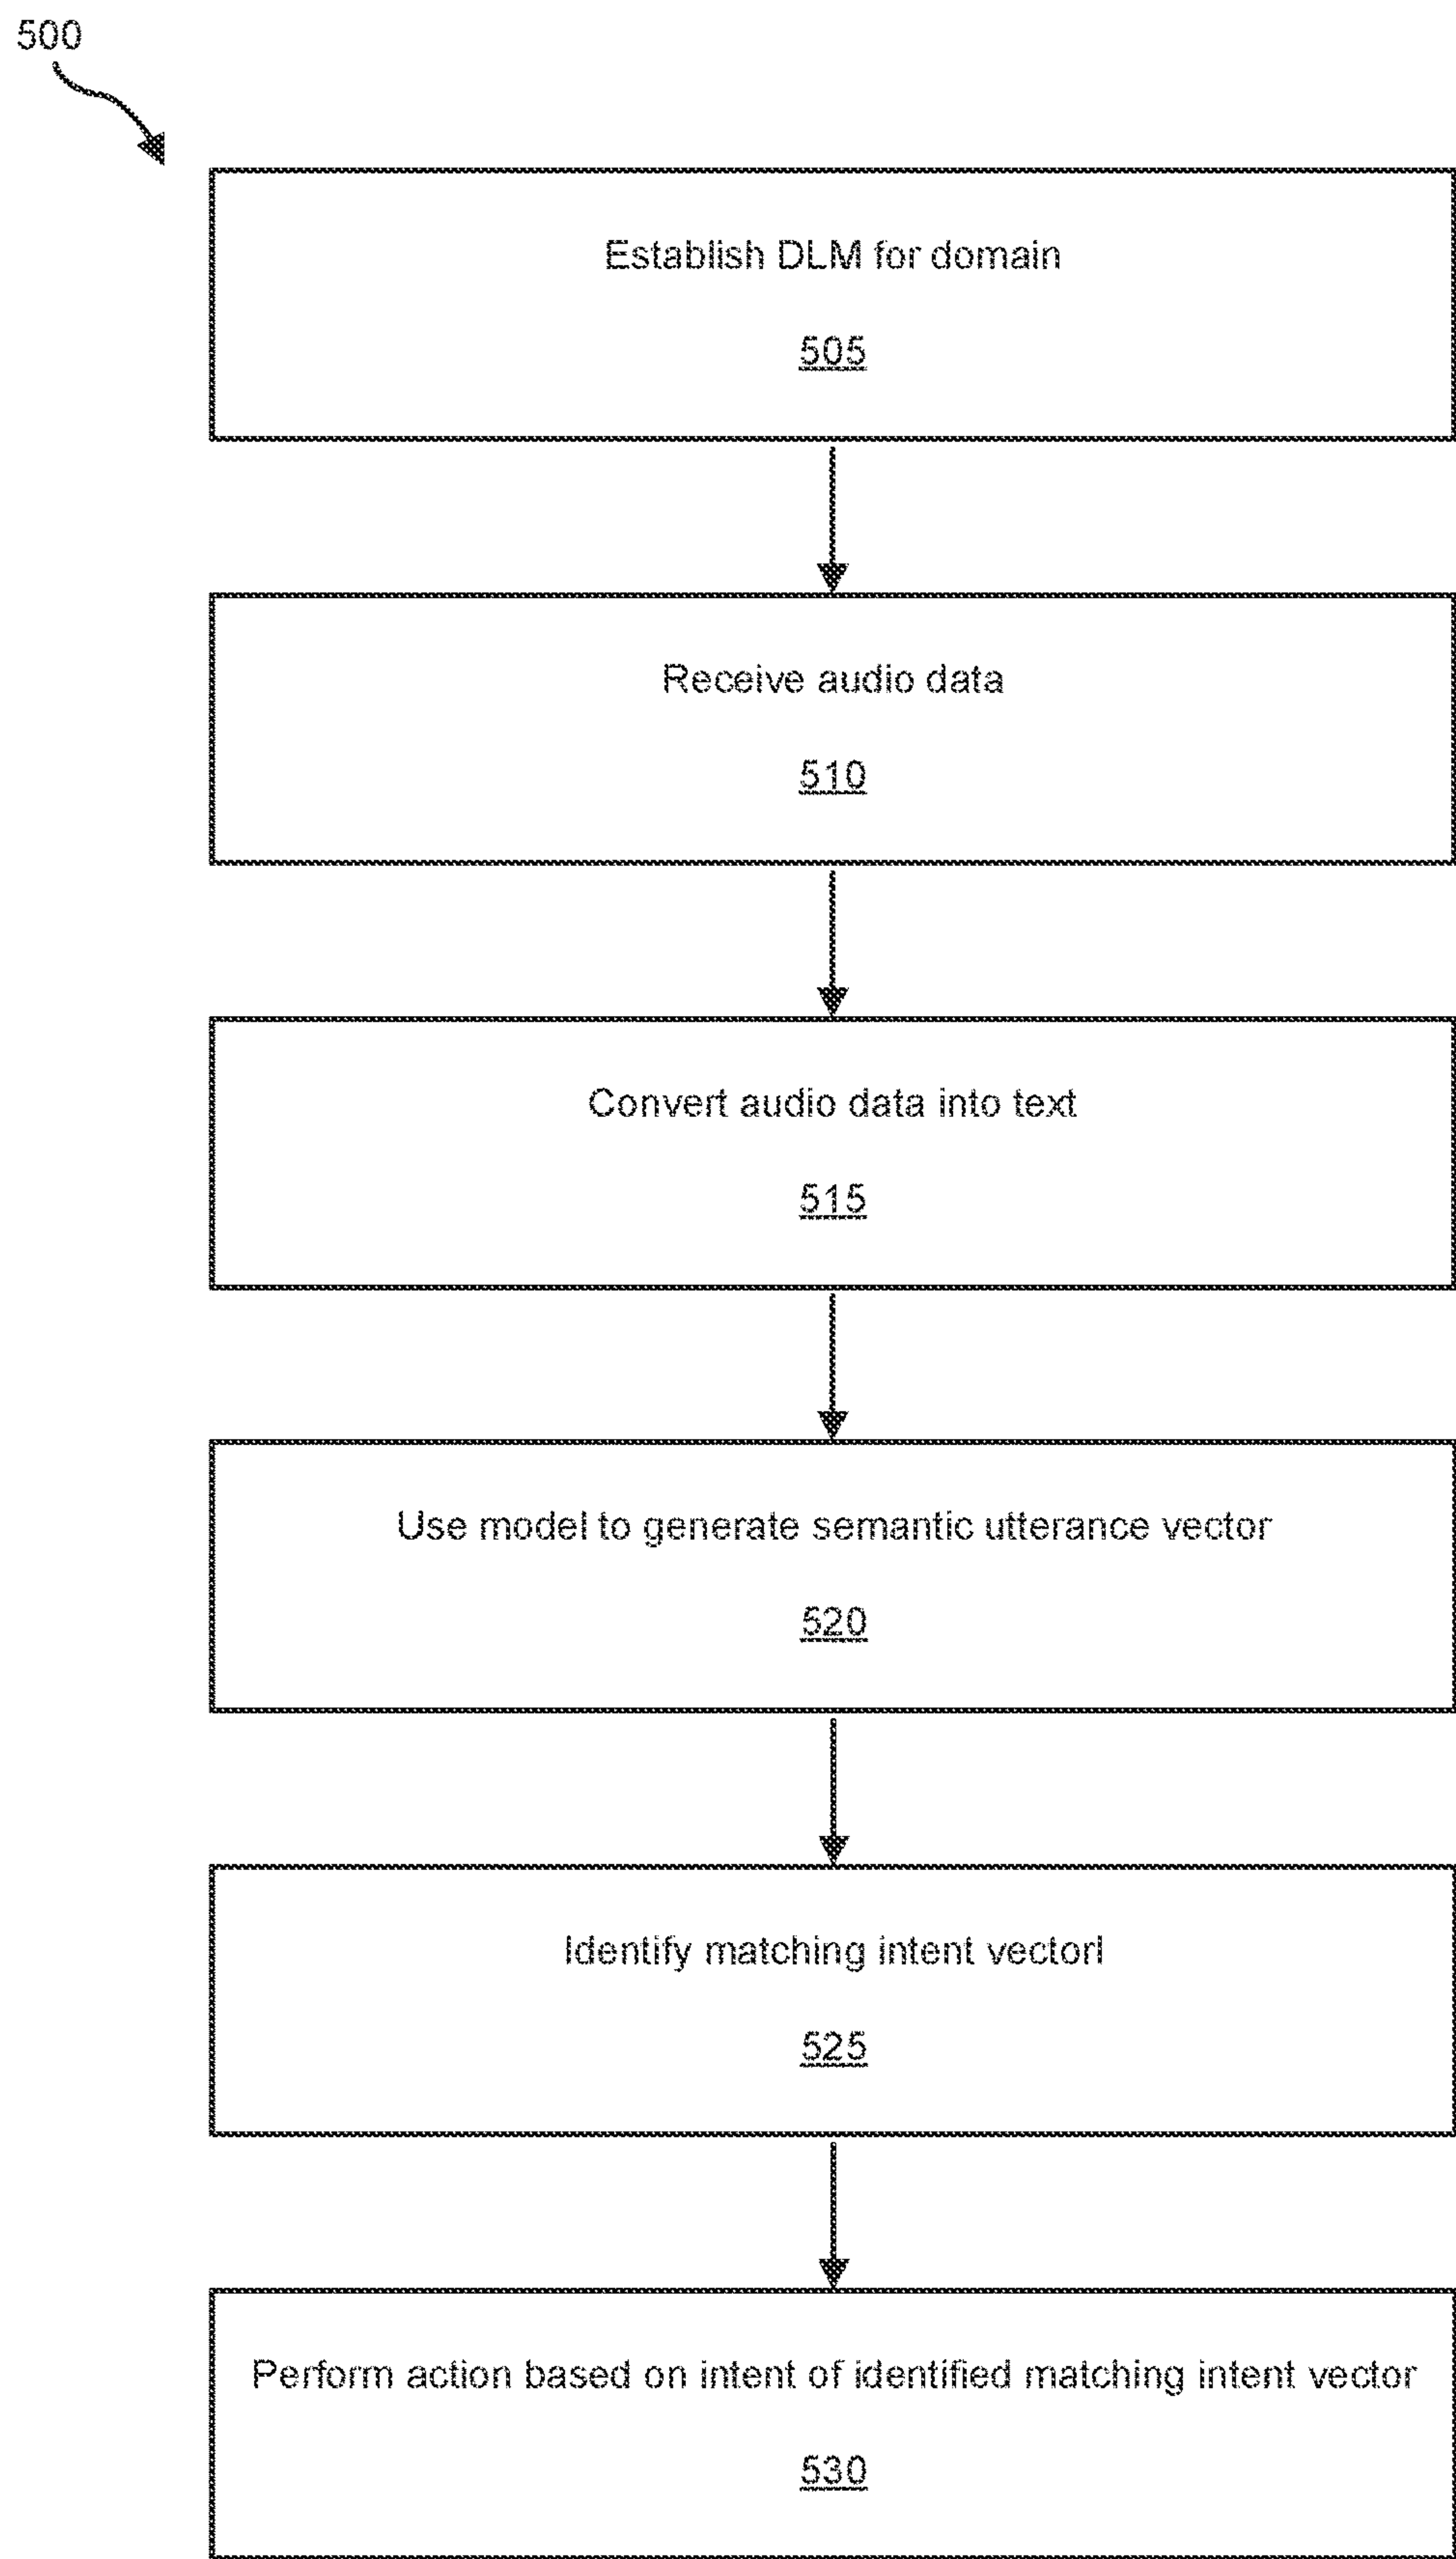 500
Establish DLM for domain
505
Receive audio data
510
Convert audio data into text
515
Use model to generate semantic utterance vector
520
Identify matching intent vectorl
525
Perform action based on intent of identified matching intent vector
530